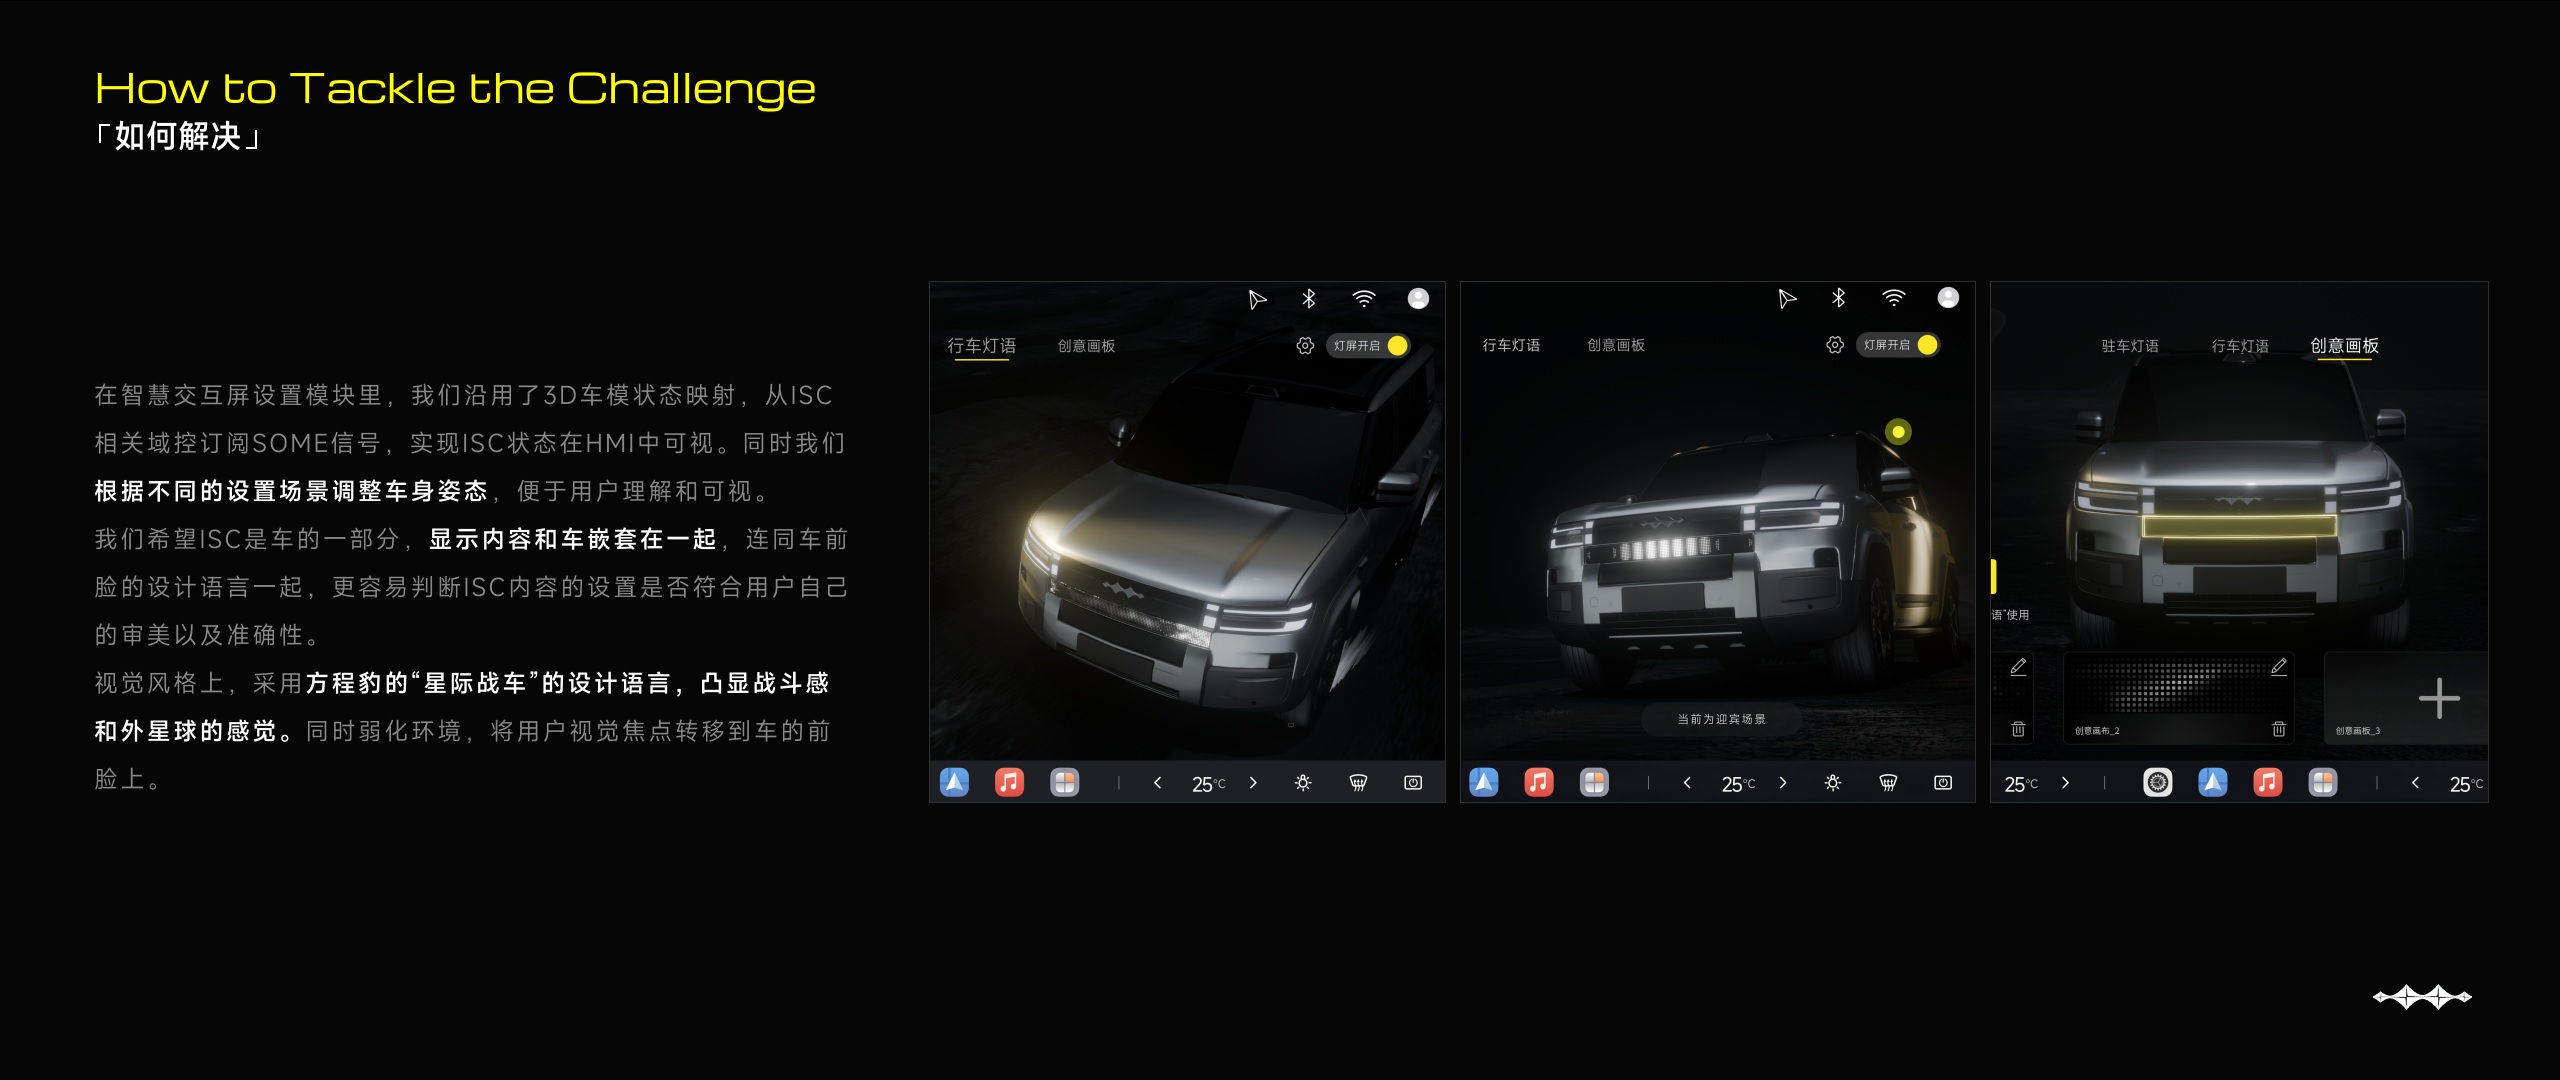 How to Tackle the Challenge
「如何解决」
在智慧交互屏设置模块里，我们沿用了3D车模状态映射，从ISC
相关域控订阅SOME信号，实现ISC状态在HMI中可视。同时我们
根据不同的设置场景调整车身姿态，便于用户理解和可视。
我们希望ISC是车的一部分，显示内容和车嵌套在一起，连同车前
脸的设计语言一起，更容易判断ISC内容的设置是否符合用户自己
的审美以及准确性。
视觉风格上，采用方程豹的“星际战车”的设计语言，凸显战斗感
和外星球的感觉。同时弱化环境，将用户视觉焦点转移到车的前
脸上。
行车灯语
创意画板
灯屏开启
25°C
行车灯语
创意画板
灯屏开启
当前为迎宾场景
25°C
驻车灯语
行车灯语
创意画板
语”使用
创意画布_2
创意画板_3
25°C
25°C